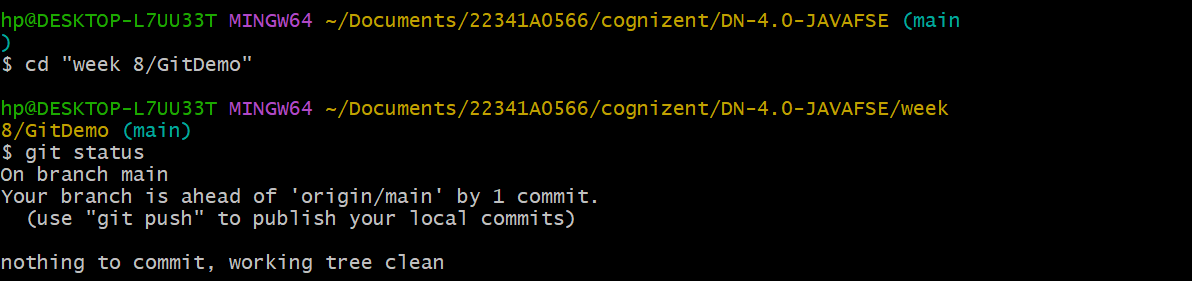 hp@DESKTOP-L7UU33T MINGW64 ~/Documents/22341A0566/cognizent/DN-4.0-JAVAFSE (main
)
$ cd "week 8/GitDemo"
hp@DESKTOP-L7UU33T MINGW64 ~/Documents/22341A0566/cognizent/DN-4.0-JAVAFSE/week
8/GitDemo (main)
$ git status
On branch main
Your branch is ahead of 'origin/main' by 1 commit.
  (use "git push" to publish your local commits)
nothing to commit, working tree clean